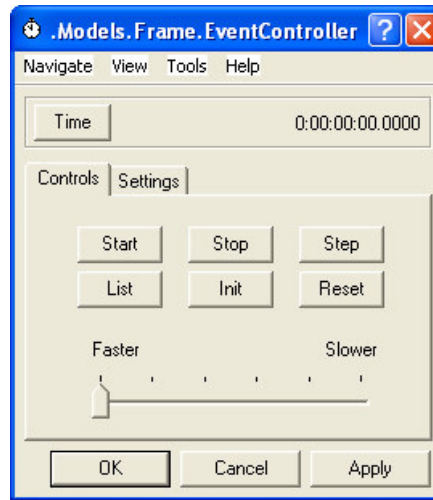 .Models.Frame.EventController ?
Navigate View Tools Help
Time 0:00:00:00.0000
Controls Settings
Start Stop Step
List Init Reset
Faster Slower
OK Cancel Apply